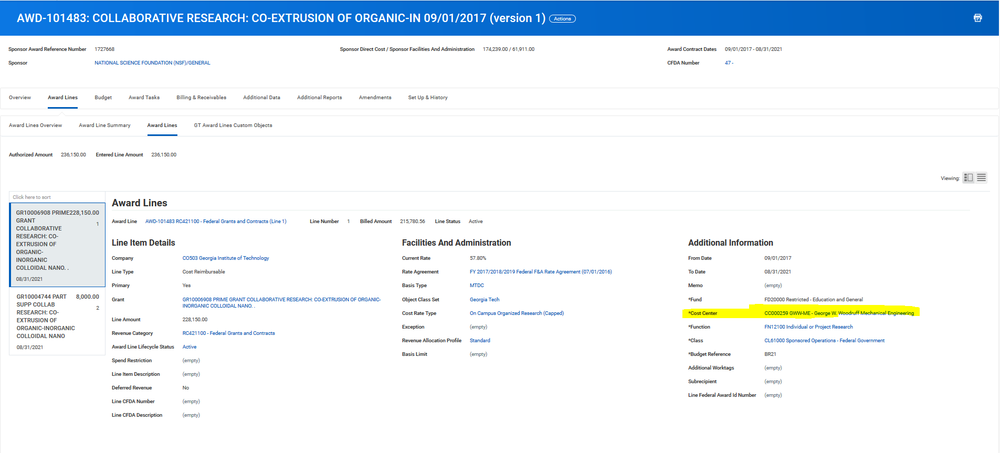 AWD-101483: COLLABORATIVE RESEARCH: CO-EXTRUSION OF ORGANIC-IN 09/01/2017 (version 1) Actions
Sponsor Award Reference Number 1727668
Sponsor NATIONAL SCIENCE FOUNDATION (NSF)/GENERAL
Sponsor Direct Cost / Sponsor Facilities And Administration 174,239.00 / 61,911.00
Award Contract Dates 09/01/2017 - 08/31/2021
CFDA Number 47 -
Overview Award Lines Budget Award Tasks Billing & Receivables Additional Data Additional Reports Amendments Set Up & History
Award Lines Overview Award Line Summary Award Lines GT Award Lines Custom Objects
Authorized Amount 236,150.00 Entered Line Amount 236,150.00
Viewing:
Click here to sort
GR10006908 PRIME 228,150.00
GRANT
1
COLLABORATIVE
RESEARCH: CO-
EXTRUSION OF
ORGANIC-
INORGANIC
COLLOIDAL NANO. .
08/31/2021
GR10004744 PART 8,000.00
SUPP COLLAB
2
RESEARCH: CO-
EXTRUSION OF
ORGANIC-INORGANIC
COLLOIDAL NANO
08/31/2021
Award Lines
Award Line AWD-101483 RC421100 - Federal Grants and Contracts (Line 1) Line Number 1 Billed Amount 215,780.56 Line Status Active
Line Item Details
Company CO503 Georgia Institute of Technology
Line Type Cost Reimbursable
Primary Yes
Grant GR10006908 PRIME GRANT COLLABORATIVE RESEARCH: CO-EXTRUSION OF ORGANIC-
INORGANIC COLLOIDAL NANO. .
Line Amount 228,150.00
Revenue Category RC421100 - Federal Grants and Contracts
Award Line Lifecycle Status Active
Spend Restriction (empty)
Line Item Description (empty)
Deferred Revenue No
Line CFDA Number (empty)
Line CFDA Description (empty)
Facilities And Administration
Current Rate 57.80%
Rate Agreement FY 2017/2018/2019 Federal F&A Rate Agreement (07/01/2016)
Basis Type MTDC
Object Class Set Georgia Tech
Cost Rate Type On Campus Organized Research (Capped)
Exception (empty)
Revenue Allocation Profile Standard
Basis Limit (empty)
Additional Information
From Date 09/01/2017
To Date 08/31/2021
Memo (empty)
*Fund FD20000 Restricted - Education and General
*Cost Center CC000259 GWW-ME - George W. Woodruff Mechanical Engineering
*Function FN12100 Individual or Project Research
*Class CL61000 Sponsored Operations - Federal Government
*Budget Reference BR21
Additional Worktags (empty)
Subrecipient (empty)
Line Federal Award Id Number (empty)